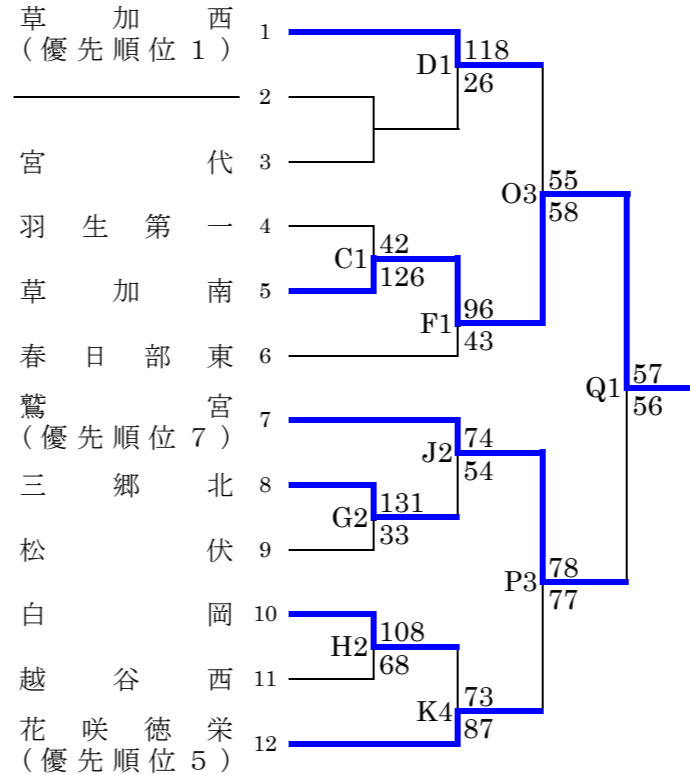 草加西 1
(優先順位1)
D1 118
26
2
宮代 3
O3 55
58
羽生第一 4
C1 42
126
草加南 5
F1 96
43
春日部東 6
Q1 57
56
鷲宮 7
(優先順位7)
J2 74
54
三郷北 8
G2 131
33
松伏 9
P3 78
77
白岡 10
H2 108
68
越谷西 11
K4 73
87
花咲徳栄 12
(優先順位5)